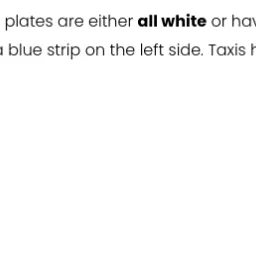 plates are either all white or hav
a blue strip on the left side. Taxis h